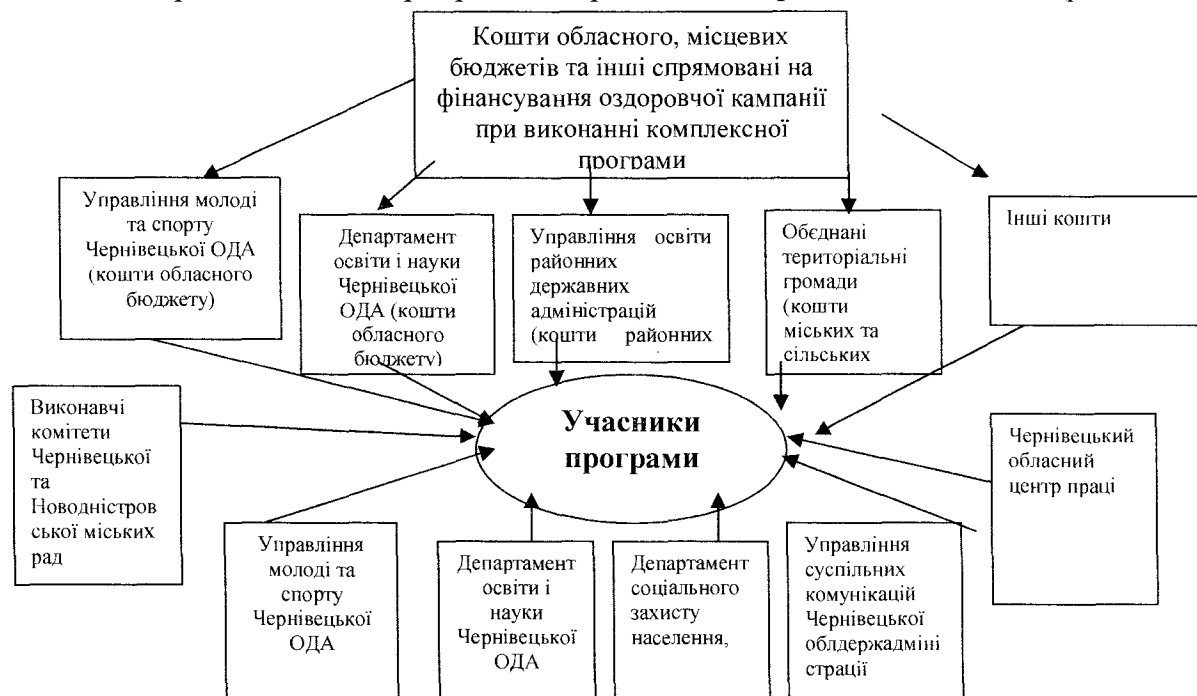 Кошти обласного, місцевих
бюджетів та інші спрямовані на
фінансування оздоровчої кампанії
при виконанні комплексної
програми
Управління молоді
та спорту
Чернівецької ОДА
(кошти обласного
бюджету)
Департамент
освіти і науки
Чернівецької
ОДА (кошти
обласного
бюджету)
Управління освіти
районних
державних
адміністрацій
(кошти районних
Обєднані
територіальні
громади
(кошти
міських та
сільських
Інші кошти
Учасники
програми
Виконавчі
комітети
Чернівецької
та
Новодністров
ської міських
рад
Чернівецький
обласний
центр праці
Управління
молоді та
спорту
Чернівецької
ОДА
Департамент
освіти і
науки
Чернівецької
ОДА
Департамент
соціального
захисту
населення,
Управління
суспільних
комунікацій
Чернівецької
облдержадміні
страції